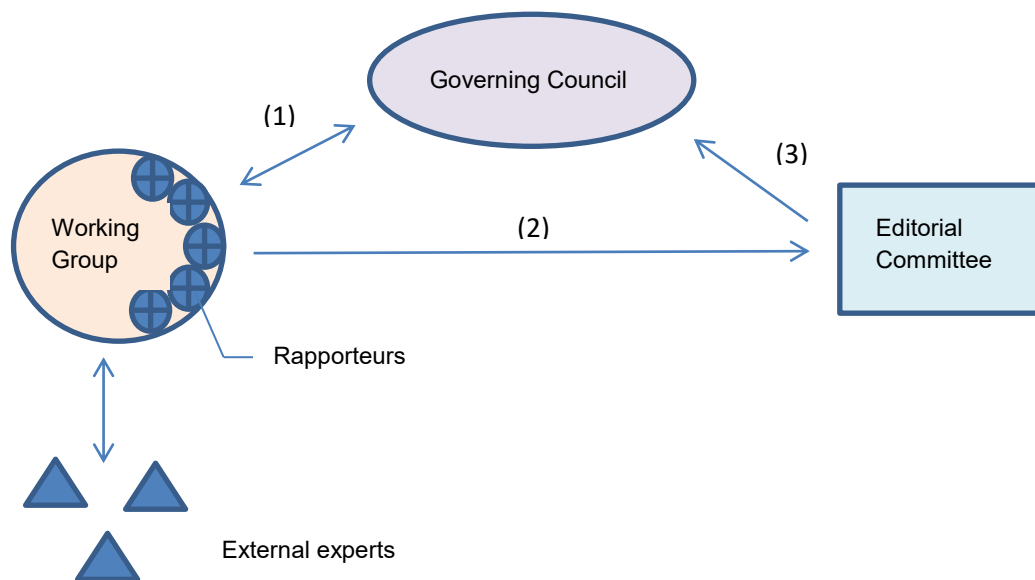 Governing Council
(1)
(3)
Working
Group
(2)
Editorial
Committee
Rapporteurs
External experts